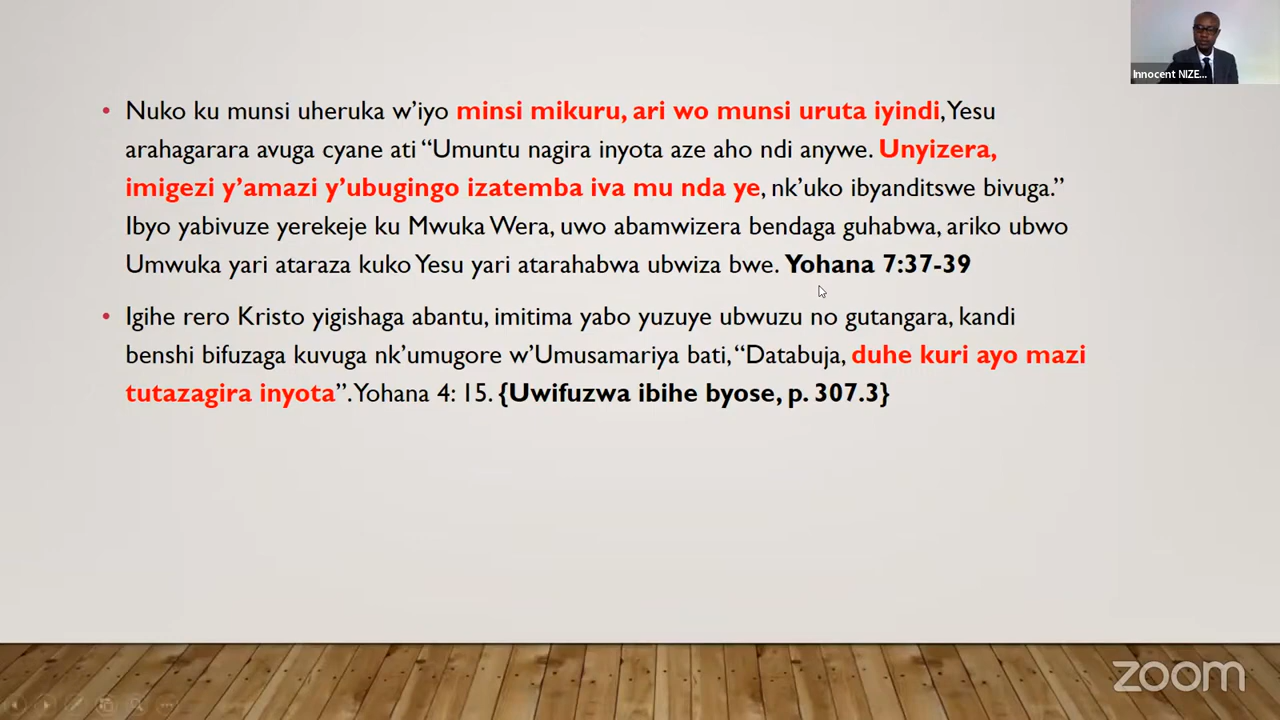 Innocent NIZE...
• Nuko ku munsi uheruka w’iyo minsi mikuru, ari wo munsi uruta iyindi, Yesu
arahagarara avuga cyane ati “Umuntu nagira inyota aze aho ndi anywe. Unyizera,
imigezi y’amazi y’ubugingo izatemba iva mu nda ye, nk’uko ibyanditswe bivuga.”
Ibyo yabivuze yerekeje ku Mwuka Wera, uwo abamwizera bendaga guhabwa, ariko ubwo
Umwuka yari ataraza kuko Yesu yari atarahabwa ubwiza bwe. Yohana 7:37-39
• Igihe rero Kristo yigishaga abantu, imitima yabo yuzuye ubwuzu no gutangara, kandi
benshi bifuzaga kuvuga nk’umugore w’Umusamariya bati, “Databuja, duhe kuri ayo mazi
tutazagira inyota”. Yohana 4: 15. {Uwifuzwa ibihe byose, p. 307.3}
zoom